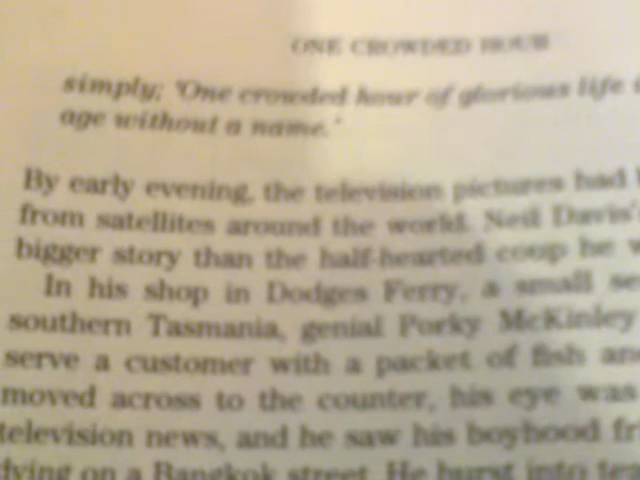 ONE CROWDED HOUR
simply; 'One crowded hour of glorious life
age without a name.'
By early evening, the television pictures had
from satellites around the world. Neil Davis'
bigger story than the half-hearted coup he
In his shop in Dodges Ferry, a small
southern Tasmania, genial Porky McKinley
serve a customer with a packet of fish
moved across to the counter, his eye was
television news, and he saw his boyhood
dying on a Bangkok street. He burst into